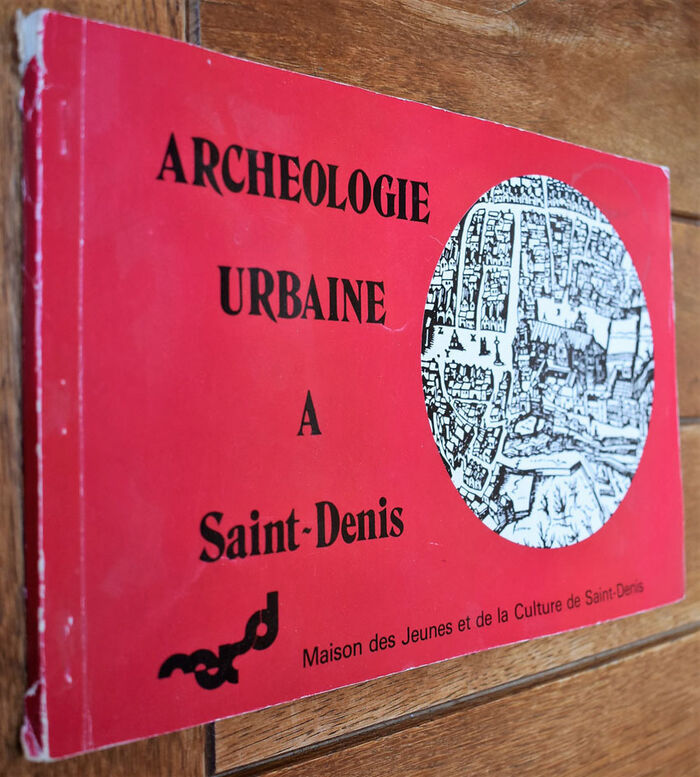 ARCHEOLOGIE
URBAINE
A
Saint-Denis
Maison des Jeunes et de la Culture de Saint-Denis